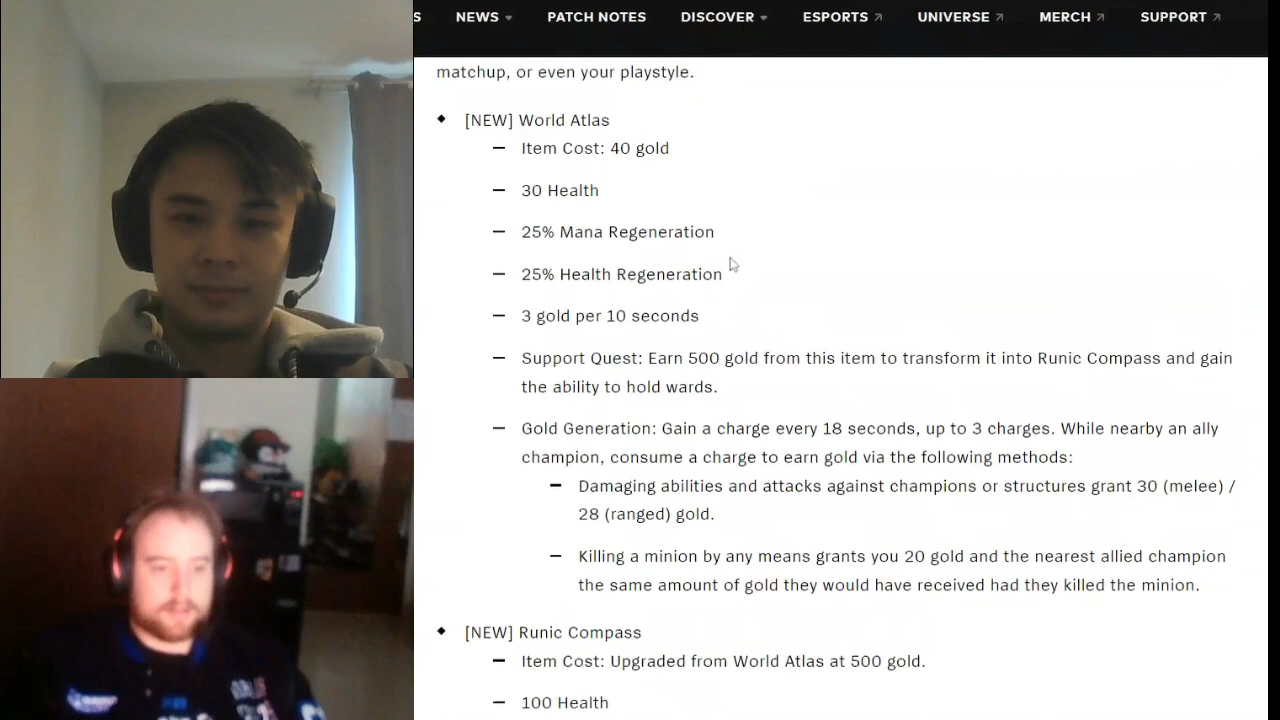 S NEWS PATCH NOTES DISCOVER ESPORTS UNIVERSE MERCH SUPPORT
matchup, or even your playstyle.
[NEW] World Atlas
Item Cost: 40 gold
30 Health
25% Mana Regeneration
25% Health Regeneration
3 gold per 10 seconds
Support Quest: Earn 500 gold from this item to transform it into Runic Compass and gain
the ability to hold wards.
Gold Generation: Gain a charge every 18 seconds, up to 3 charges. While nearby an ally
champion, consume a charge to earn gold via the following methods:
Damaging abilities and attacks against champions or structures grant 30 (melee) /
28 (ranged) gold.
Killing a minion by any means grants you 20 gold and the nearest allied champion
the same amount of gold they would have received had they killed the minion.
[NEW] Runic Compass
Item Cost: Upgraded from World Atlas at 500 gold.
100 Health